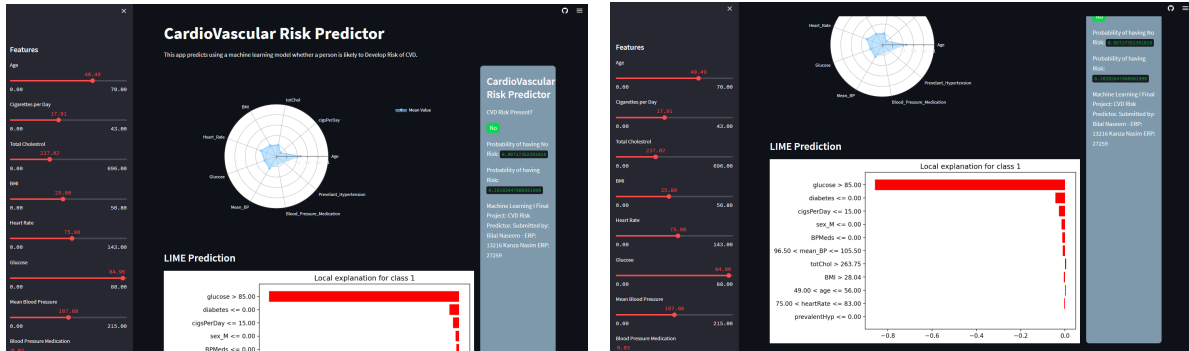 Features
Age
49.49
0.00 70.00
Cigarettes per Day
17.01
0.00 43.00
Total Cholestrol
237.02
0.00 696.00
BMI
0.00 56.80
Heart Rate
75.90
0.00 143.00
Glucose
84.96
0.00 88.00
Mean Blood Pressure
107.00
0.00 215.00
Blood Pressure Medication
CardioVascular Risk Predictor
This app predicts using a machine learning model whether a person is likely to Develop Risk of CVD.
totChol
BMI
cigsPerDay
Heart_Rate
Age
Glucose
Prevelant_Hypertension
Mean_BP
Blood_Pressure_Medication
Mean Value
CardioVascular
Risk Predictor
CVD Risk Present?
No
Probability of having No
Risk:
Probability of having
Risk:
Machine Learning I Final
Project: CVD Risk
Predictor. Submitted by:
Bilal Naseem - ERP:
13216 Kanza Nasim ERP:
27259
LIME Prediction
Local explanation for class 1
glucose > 85.00
diabetes <= 0.00
cigsPerDay <= 15.00
sex_M <= 0.00
BPMeds <= 0.00
Features
Age
49.49
0.00 70.00
Cigarettes per Day
17.01
0.00 43.00
Total Cholestrol
237.02
0.00 696.00
BMI
0.00 56.80
Heart Rate
75.90
0.00 143.00
Glucose
84.96
0.00 88.00
Mean Blood Pressure
107.00
0.00 215.00
Blood Pressure Medication
Heart_Rate
Age
Glucose
Prevelant_Hypertension
Mean_BP
Blood_Pressure_Medication
No
Probability of having No
Risk:
Probability of having
Risk:
Machine Learning I Final
Project: CVD Risk
Predictor. Submitted by:
Bilal Naseem - ERP:
13216 Kanza Nasim ERP:
27259
LIME Prediction
Local explanation for class 1
glucose > 85.00
diabetes <= 0.00
cigsPerDay <= 15.00
sex_M <= 0.00
BPMeds <= 0.00
96.50 < mean_BP <= 105.50
totChol > 263.75
BMI > 28.04
49.00 < age <= 56.00
75.00 < heartRate <= 83.00
prevalentHyp <= 0.00
−0.8 −0.6 −0.4 −0.2 0.0